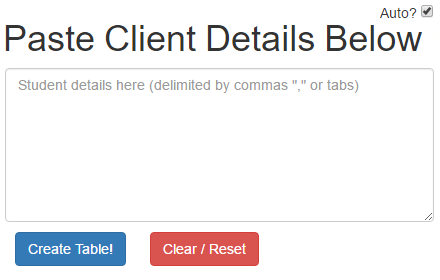 Auto?
Paste Client Details Below
Student details here (delimited by commas "," or tabs)
Create Table!
Clear / Reset